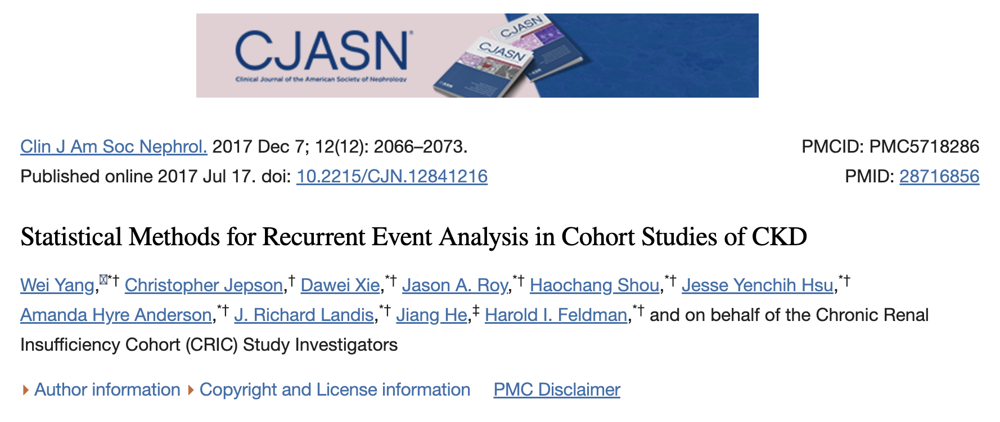 CJASN®
Clinical Journal of the American Society of Nephrology
CJASN
CJASN
Clin J Am Soc Nephrol. 2017 Dec 7; 12(12): 2066–2073.
PMCID: PMC5718286
Published online 2017 Jul 17. doi: 10.2215/CJN.12841216
PMID: 28716856
Statistical Methods for Recurrent Event Analysis in Cohort Studies of CKD
Wei Yang,*† Christopher Jepson,† Dawei Xie,*† Jason A. Roy,*† Haochang Shou,*† Jesse Yenchih Hsu,*†
Amanda Hyre Anderson,*† J. Richard Landis,*† Jiang He,‡ Harold I. Feldman,*† and on behalf of the Chronic Renal
Insufficiency Cohort (CRIC) Study Investigators
Author information Copyright and License information PMC Disclaimer